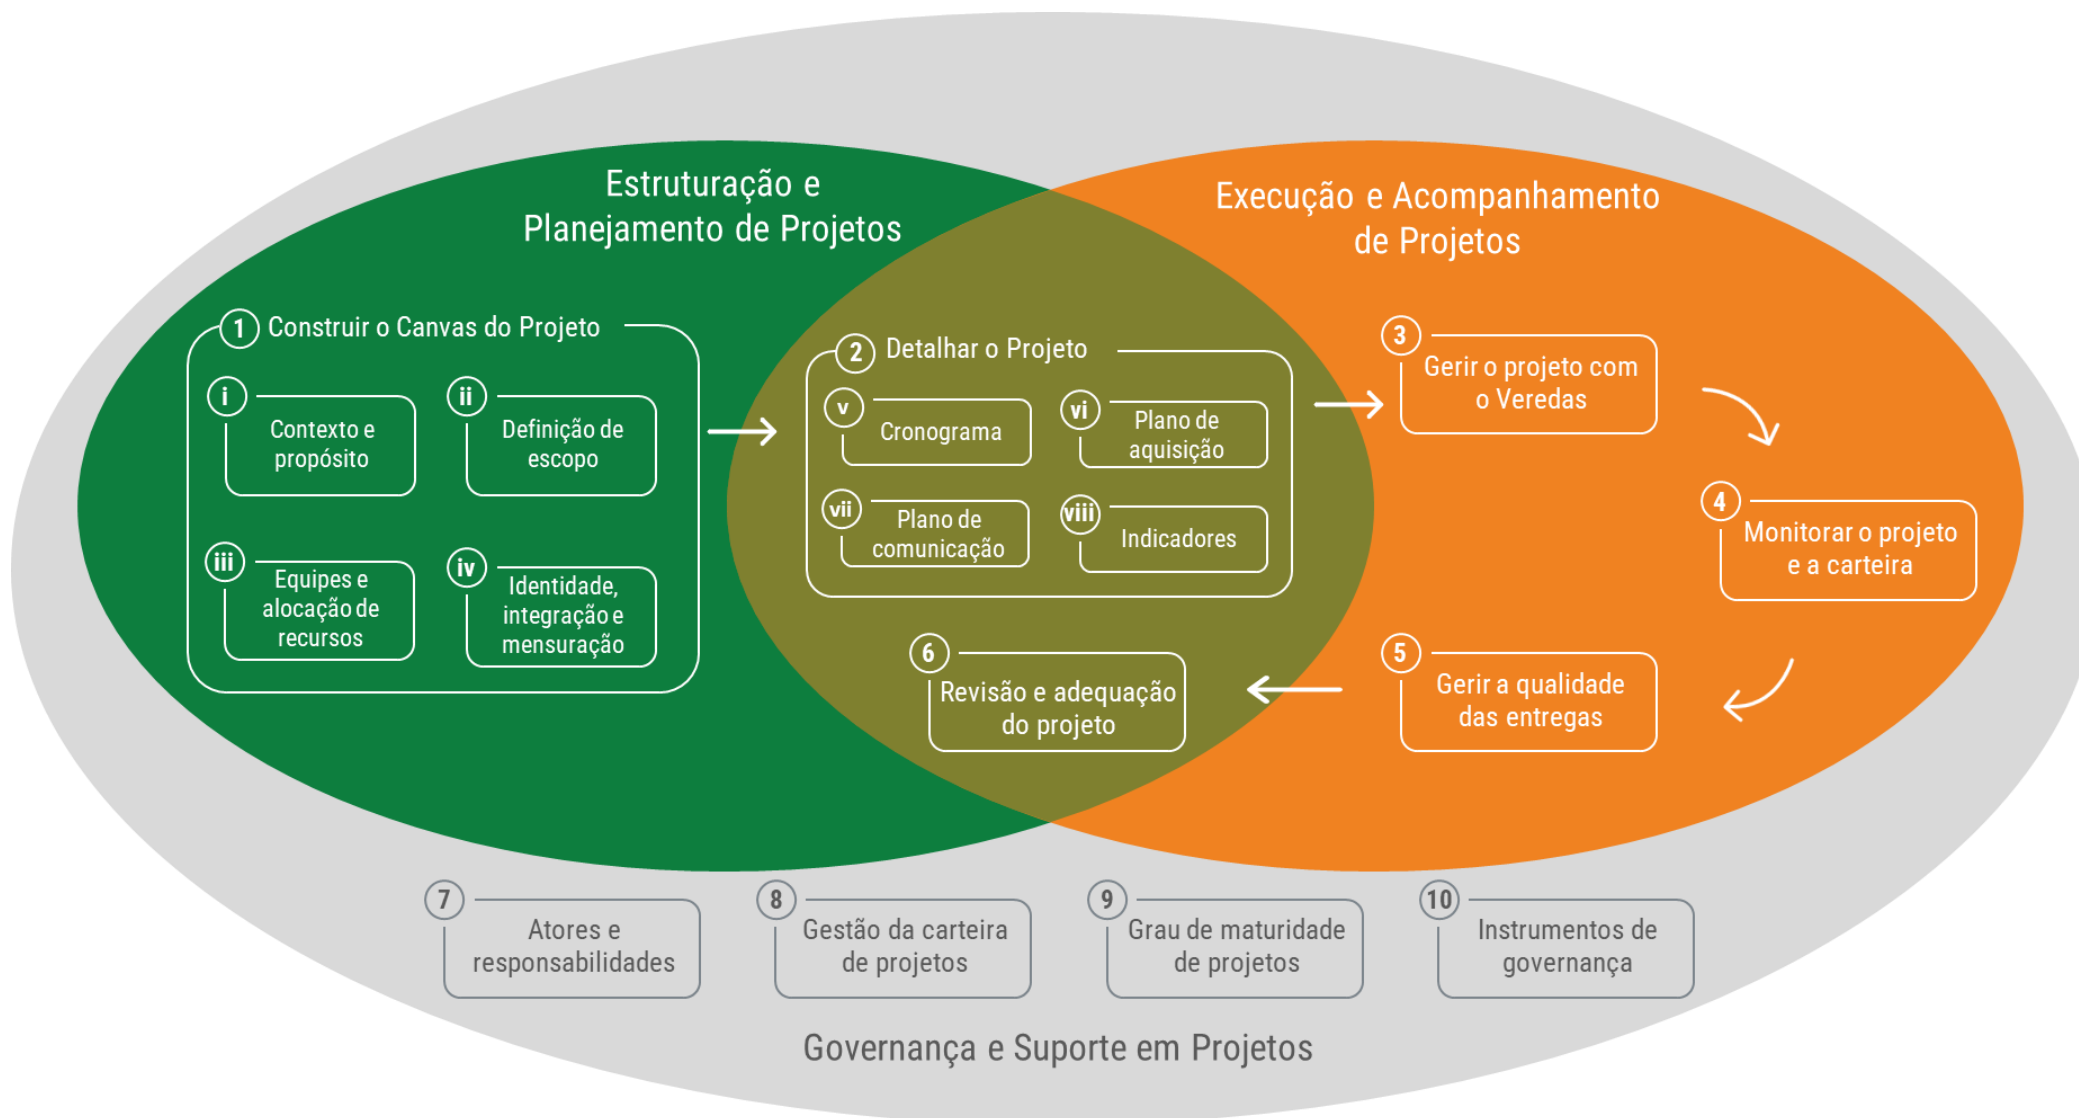 Estruturação e
Planejamento de Projetos
Execução e Acompanhamento
de Projetos
1 Construir o Canvas do Projeto
i
Contexto e
propósito
ii
Definição de
escopo
iii
Equipes e
alocação de
recursos
iv
Identidade,
integração e
mensuração
2 Detalhar o Projeto
v
Cronograma
vi
Plano de
aquisição
vii
Plano de
comunicação
viii
Indicadores
3
Gerir o projeto com
o Veredas
4
Monitorar o projeto
e a carteira
5
Gerir a qualidade
das entregas
6
Revisão e adequação
do projeto
7
Atores e
responsabilidades
8
Gestão da carteira
de projetos
9
Grau de maturidade
de projetos
10
Instrumentos de
governança
Governança e Suporte em Projetos